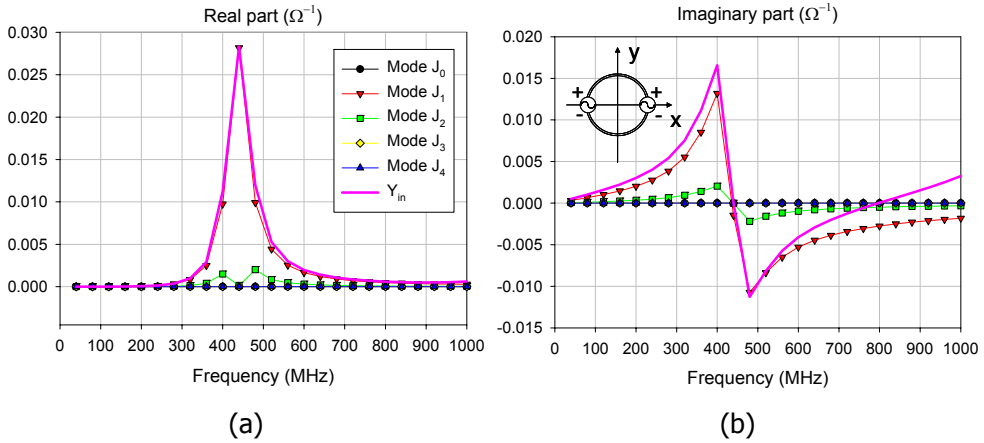 Real part (Ω⁻¹)
0.030
0.025
0.020
0.015
0.010
0.005
0.000
0 100 200 300 400 500 600 700 800 900 1000
Frequency (MHz)
Mode J₀
Mode J₁
Mode J₂
Mode J₃
Mode J₄
Yᵢₙ
(a)
Imaginary part (Ω⁻¹)
0.020
0.015
0.010
0.005
0.000
-0.005
-0.010
-0.015
0 100 200 300 400 500 600 700 800 900 1000
Frequency (MHz)
y
+ +
- -
x
(b)